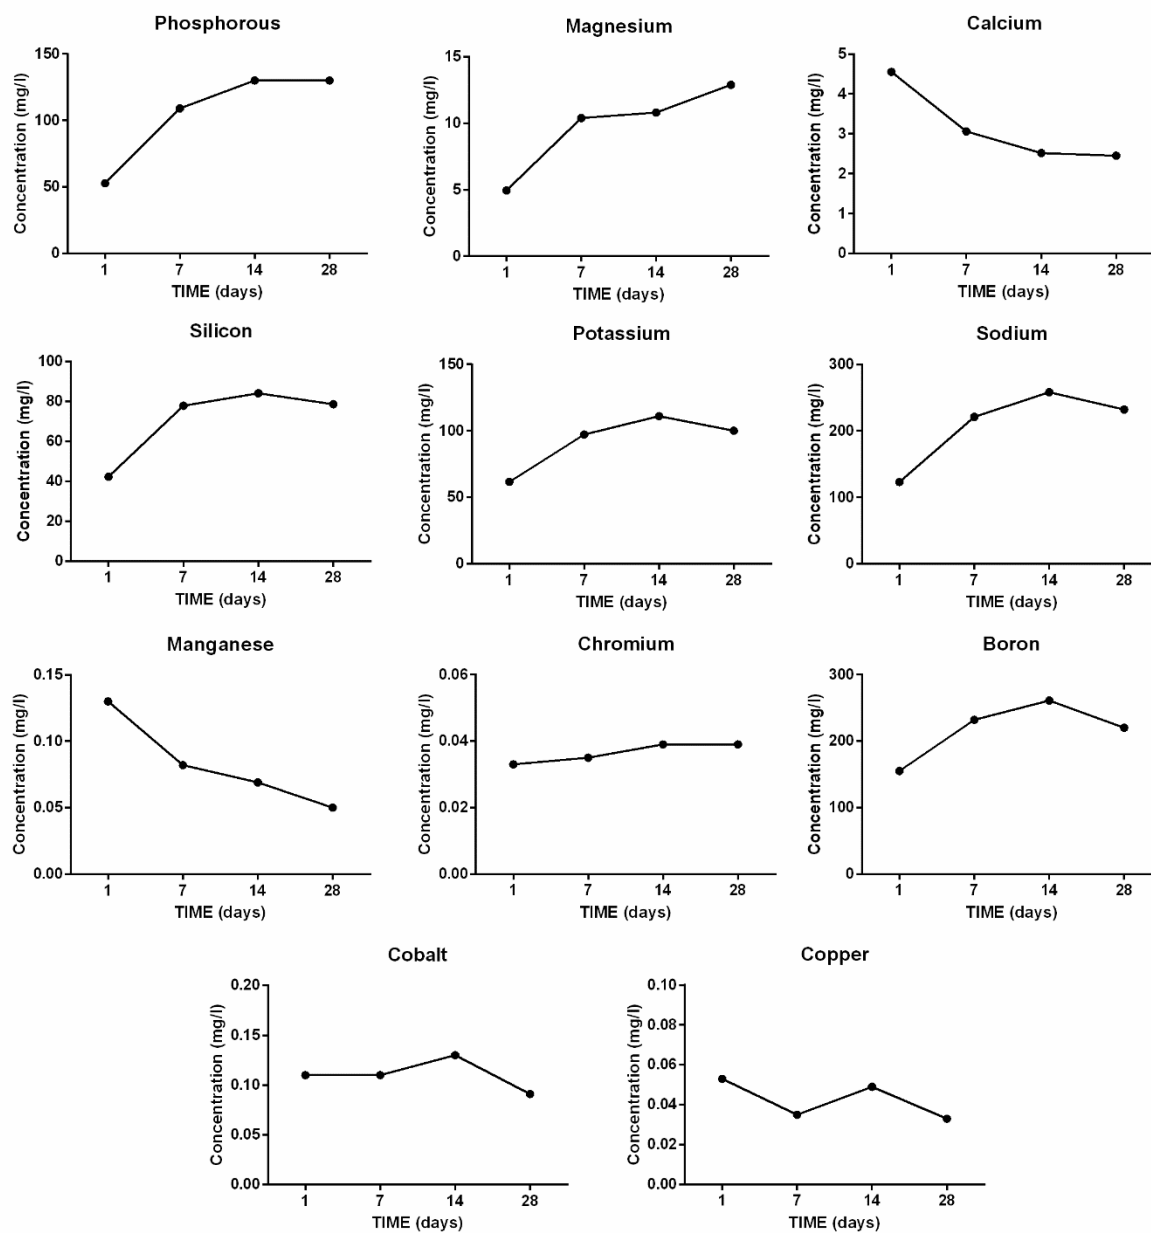 Phosphorous
Concentration (mg/l)
150
100
50
0
1 7 14 28
TIME (days)
Magnesium
Concentration (mg/l)
15
10
5
0
1 7 14 28
TIME (days)
Calcium
Concentration (mg/l)
5
4
3
2
1
0
1 7 14 28
TIME (days)
Silicon
Concentration (mg/l)
100
80
60
40
20
0
1 7 14 28
TIME (days)
Potassium
Concentration (mg/l)
150
100
50
0
1 7 14 28
TIME (days)
Sodium
Concentration (mg/l)
300
200
100
0
1 7 14 28
TIME (days)
Manganese
Concentration (mg/l)
0.15
0.10
0.05
0.00
1 7 14 28
TIME (days)
Chromium
Concentration (mg/l)
0.06
0.04
0.02
0.00
1 7 14 28
TIME (days)
Boron
Concentration (mg/l)
300
200
100
0
1 7 14 28
TIME (days)
Cobalt
Concentration (mg/l)
0.20
0.15
0.10
0.05
0.00
1 7 14 28
TIME (days)
Copper
Concentration (mg/l)
0.10
0.08
0.06
0.04
0.02
0.00
1 7 14 28
TIME (days)